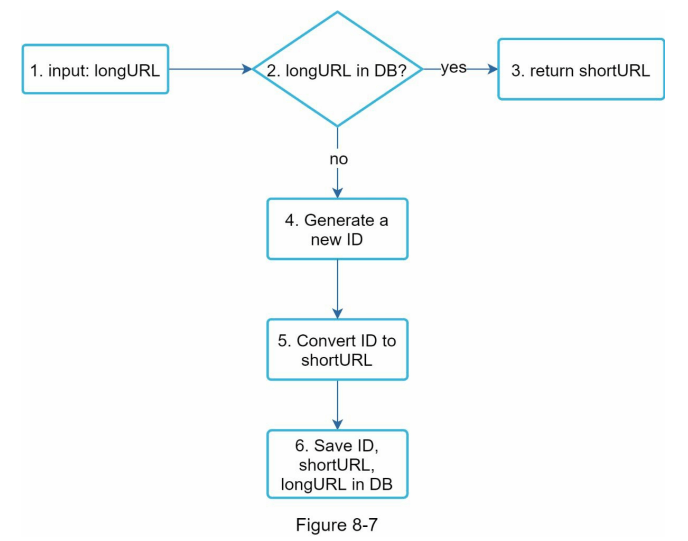 1. input: longURL
2. longURL in DB?
yes
3. return shortURL
no
4. Generate a
new ID
5. Convert ID to
shortURL
6. Save ID,
shortURL,
longURL in DB
Figure 8-7